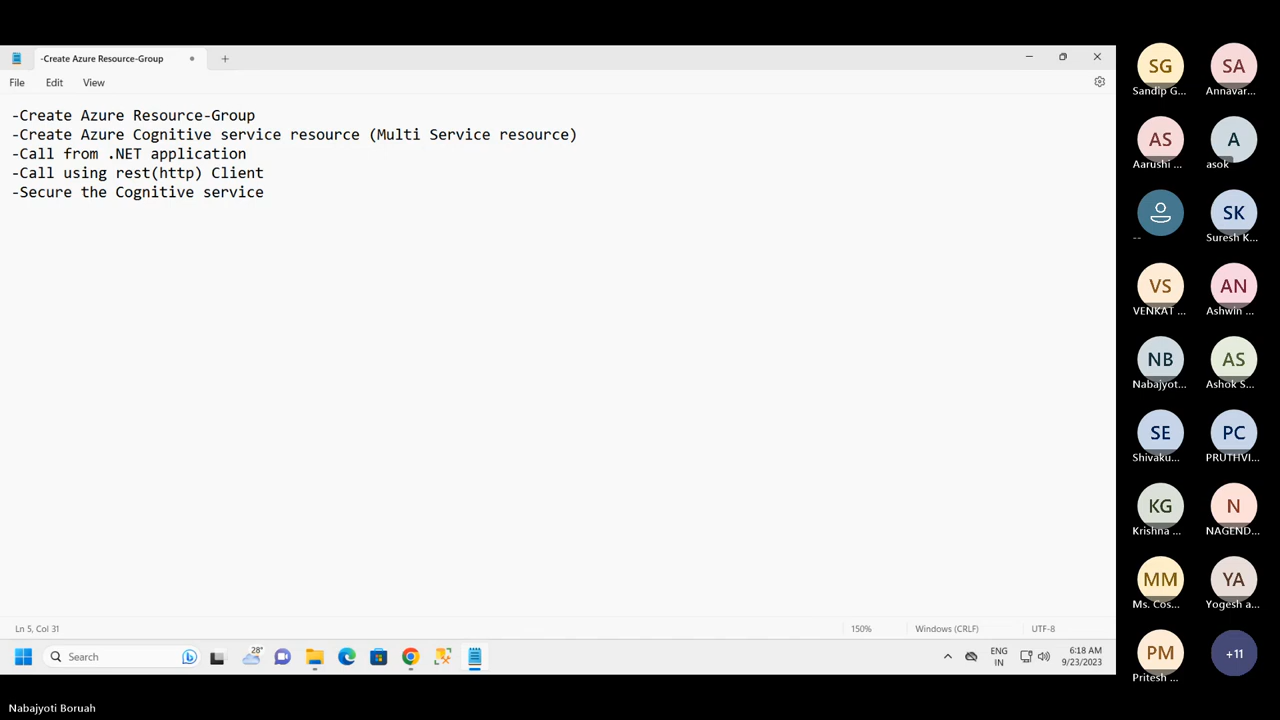 -Create Azure Resource-Group
File Edit View
-Create Azure Resource-Group
-Create Azure Cognitive service resource (Multi Service resource)
-Call from .NET application
-Call using rest(http) Client
-Secure the Cognitive service
Ln 5, Col 31
150%
Windows (CRLF)
UTF-8
Search
28°
ENG
IN
6:18 AM
9/23/2023
SG
Sandip G...
SA
Annavar...
AS
Aarushi ...
A
asok
--
SK
Suresh K...
VS
VENKAT ...
AN
Ashwin ...
NB
Nabajyot...
AS
Ashok S...
SE
Shivaku...
PC
PRUTHVI...
KG
Krishna ...
N
NAGEND...
MM
Ms. Cos...
YA
Yogesh a...
PM
Pritesh ...
+11
Nabajyoti Boruah